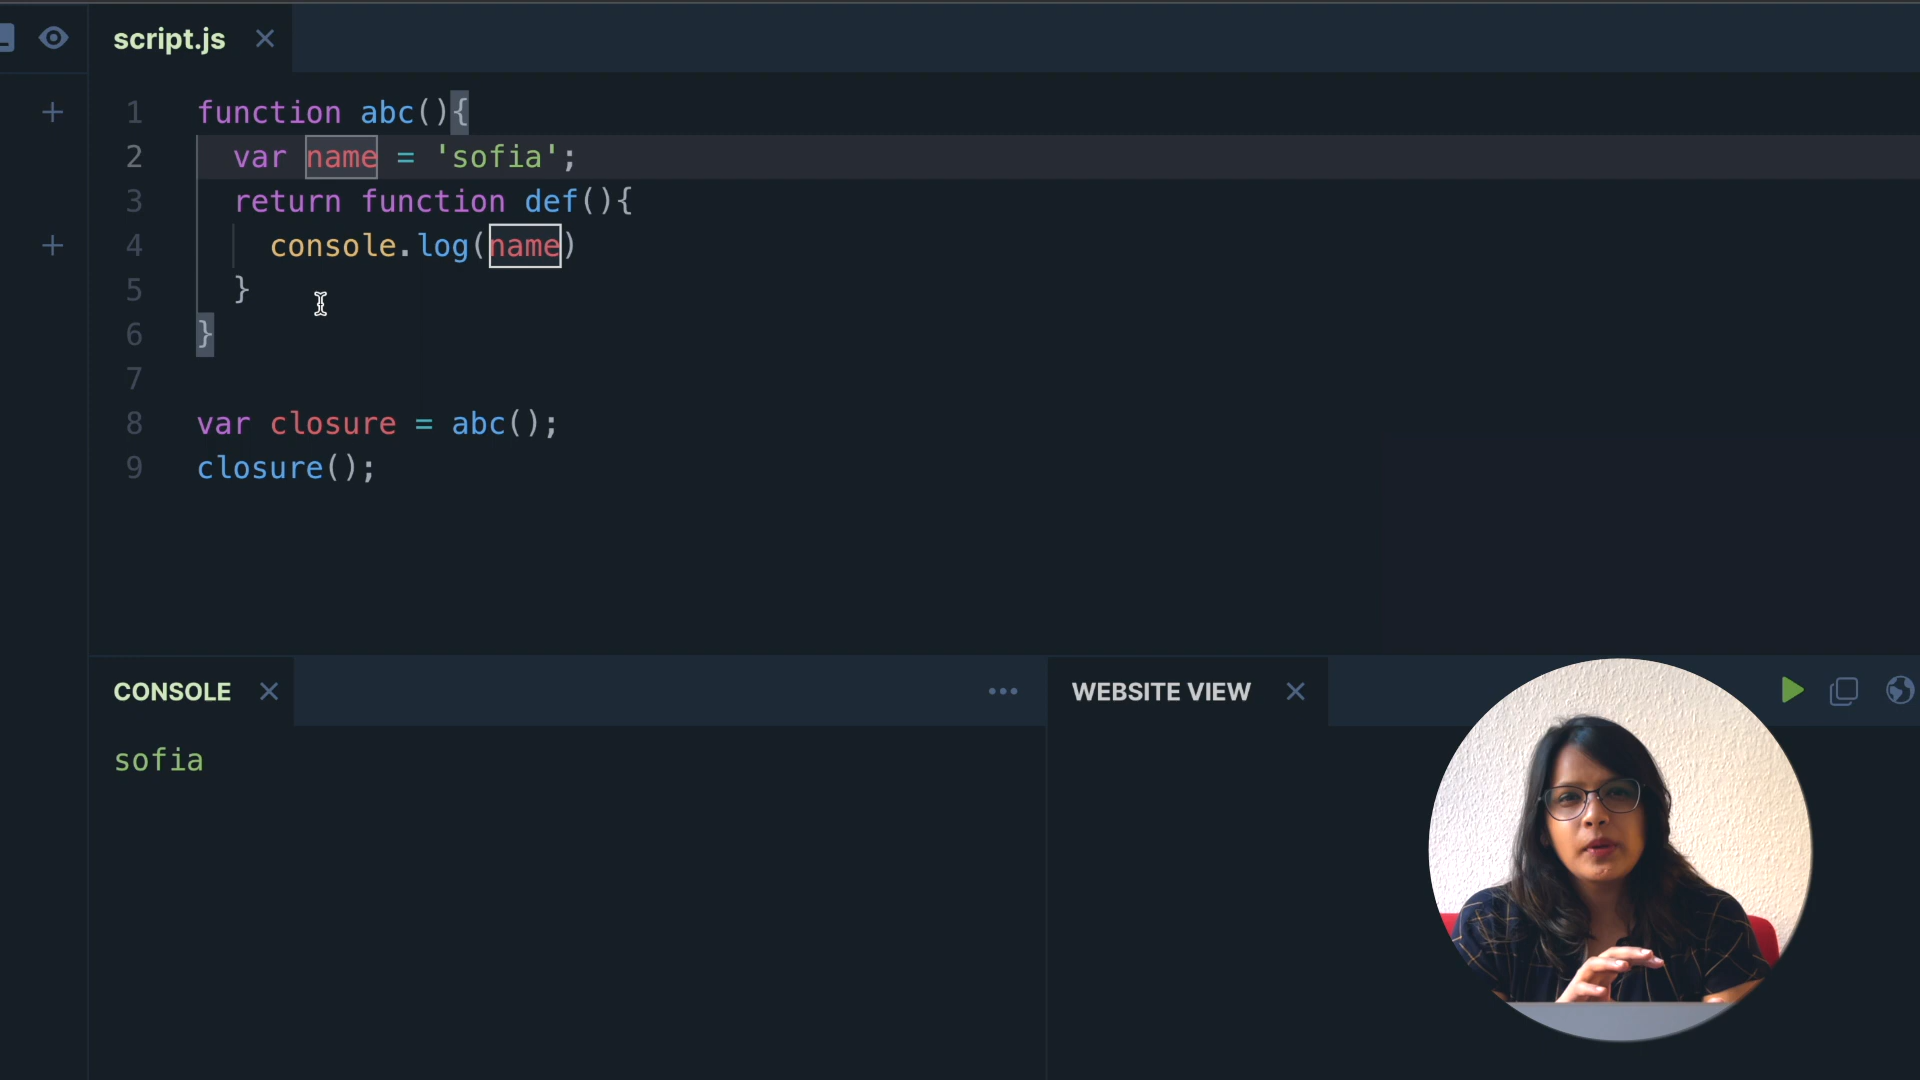 script.js
1 function abc(){
2   var name = 'sofia';
3   return function def(){
4     console.log(name)
5   }
6 }
7
8 var closure = abc();
9 closure();
CONSOLE
WEBSITE VIEW
sofia